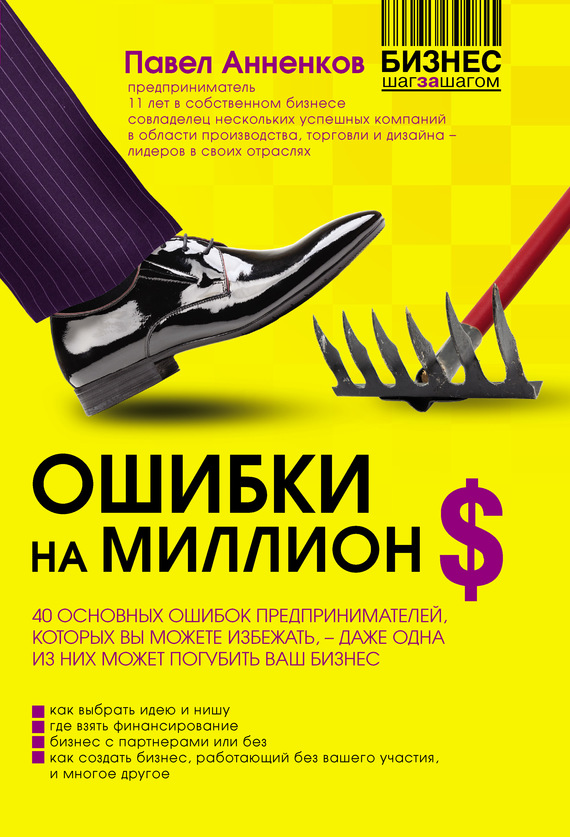 Павел Анненков
БИЗНЕС
шагзашагом
предприниматель
11 лет в собственном бизнесе
совладелец нескольких успешных компаний
в области производства, торговли и дизайна –
лидеров в своих отраслях
ОШИБКИ
НА МИЛЛИОН $
40 ОСНОВНЫХ ОШИБОК ПРЕДПРИНИМАТЕЛЕЙ,
КОТОРЫХ ВЫ МОЖЕТЕ ИЗБЕЖАТЬ, – ДАЖЕ ОДНА
ИЗ НИХ МОЖЕТ ПОГУБИТЬ ВАШ БИЗНЕС
как выбрать идею и нишу
где взять финансирование
бизнес с партнерами или без
как создать бизнес, работающий без вашего участия,
и многое другое